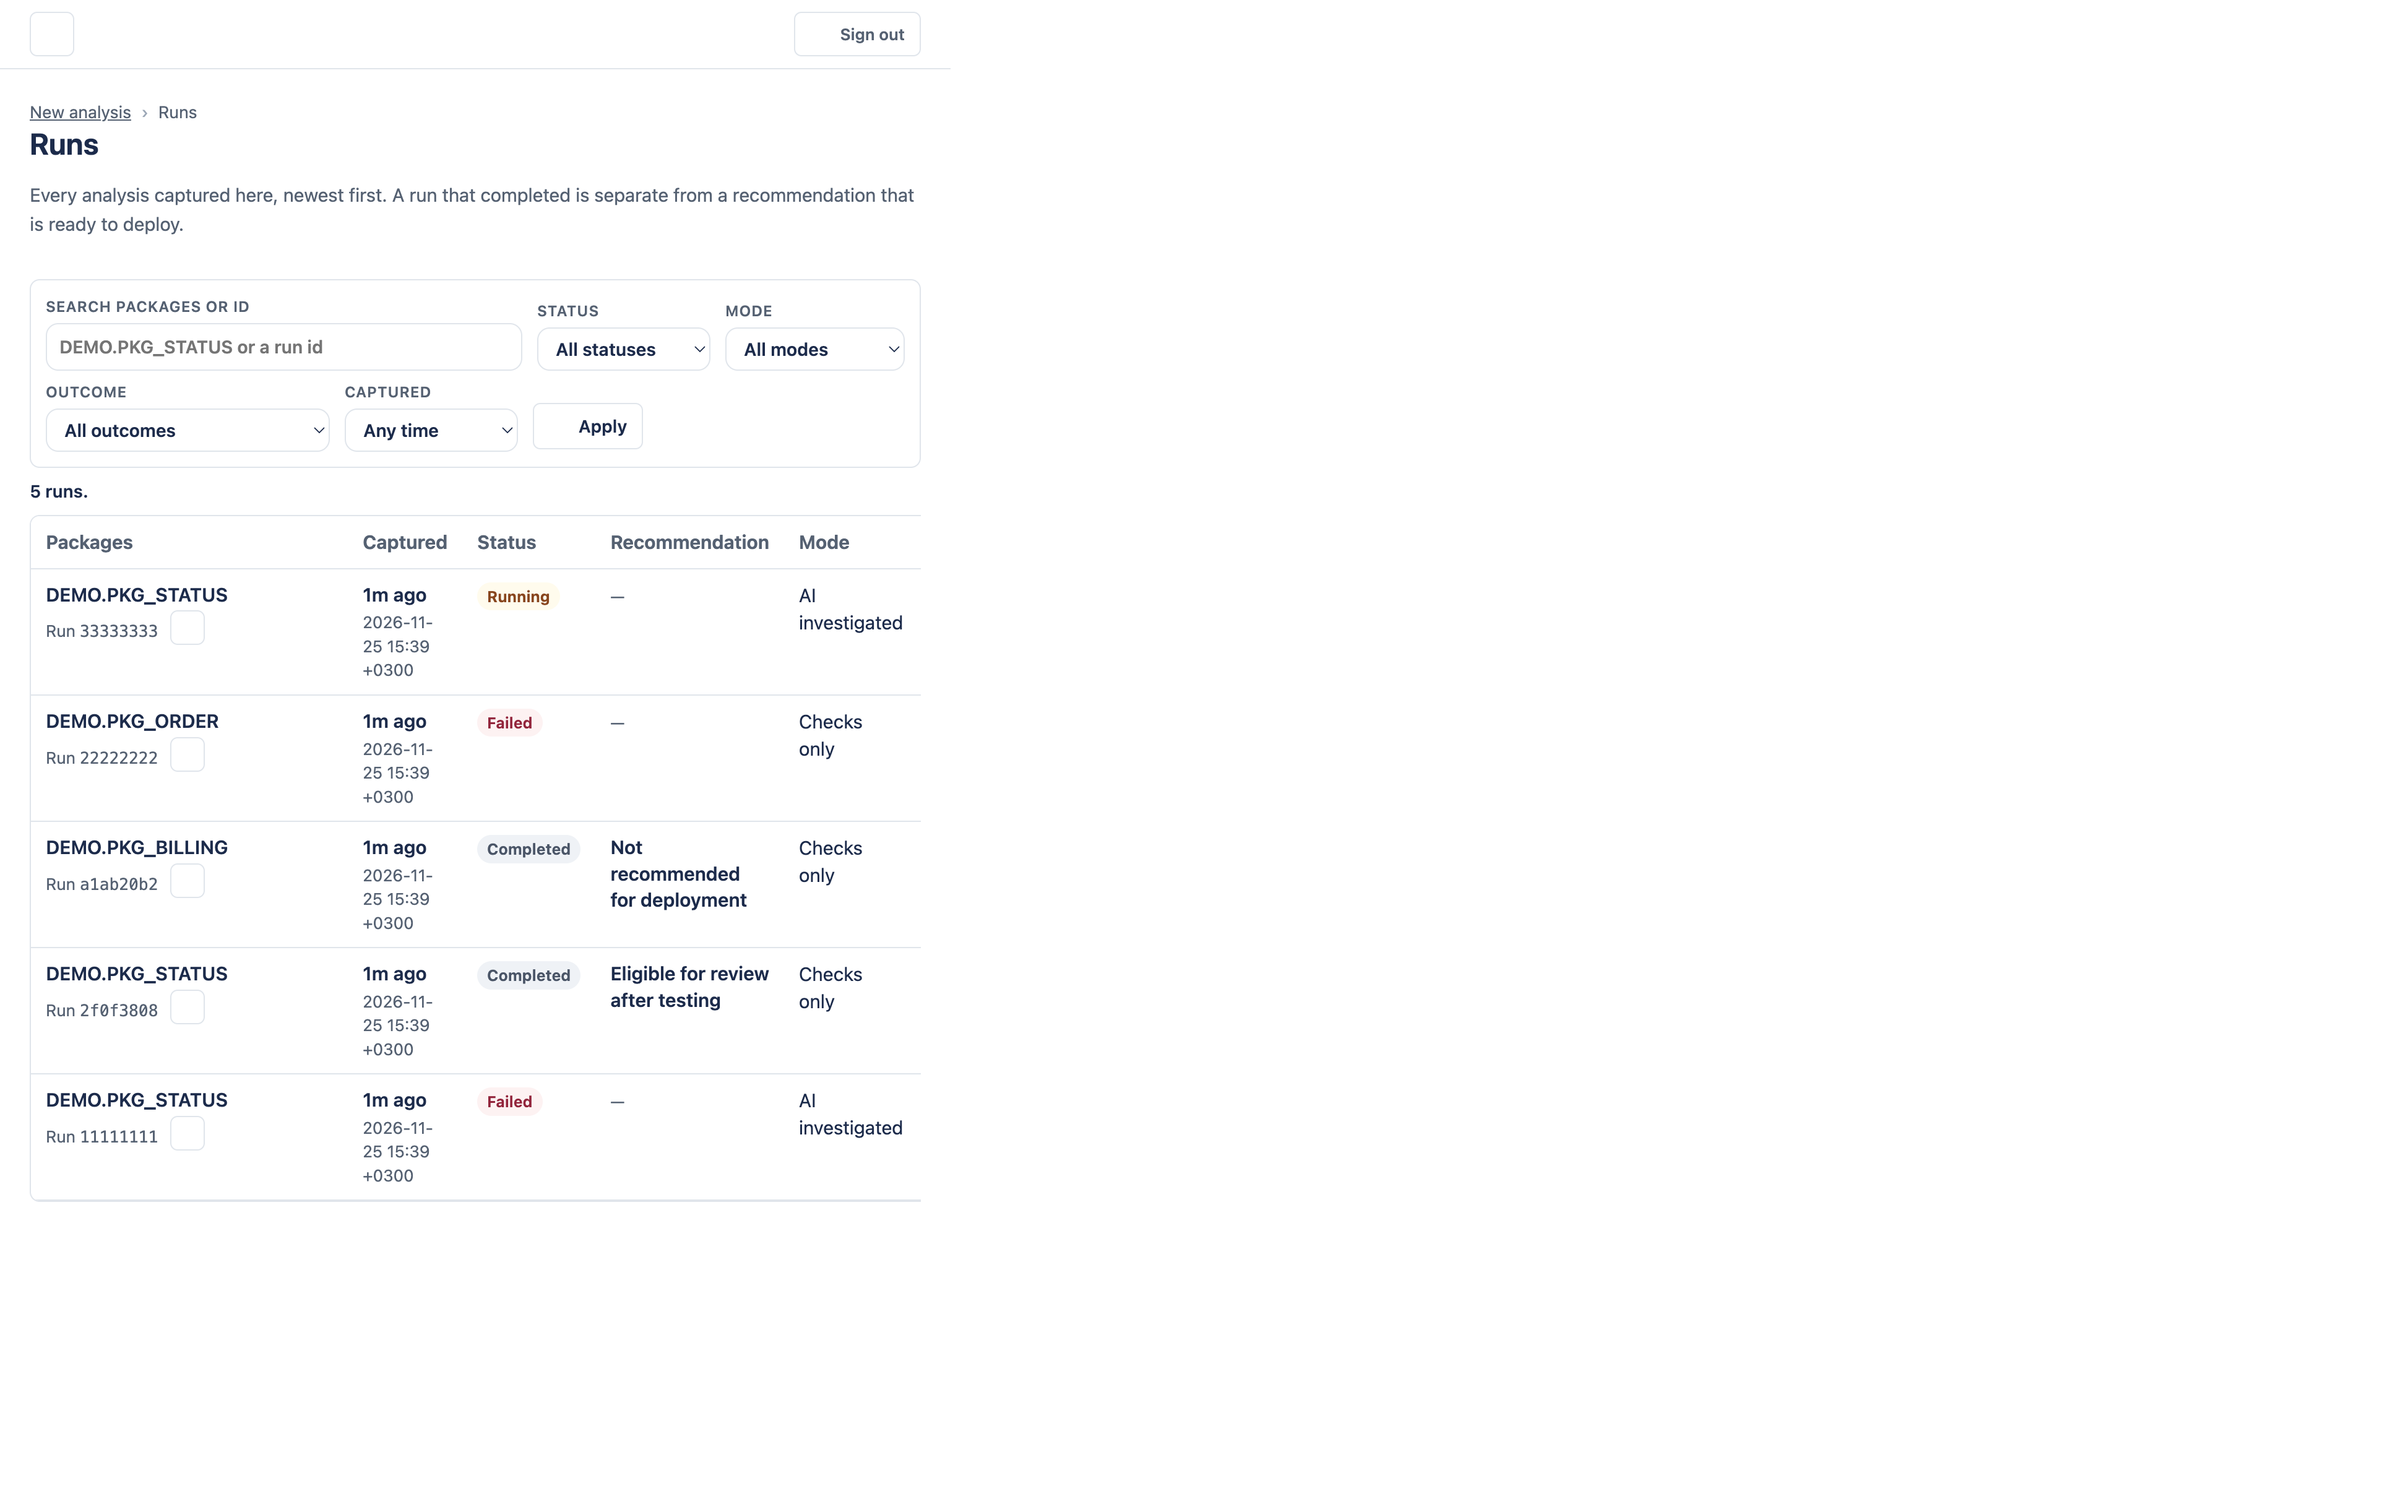 Sign out
New analysis › Runs
Runs
Every analysis captured here, newest first. A run that completed is separate from a recommendation that
is ready to deploy.
SEARCH PACKAGES OR ID
STATUS
MODE
DEMO.PKG_STATUS or a run id
All statuses
All modes
OUTCOME
CAPTURED
All outcomes
Any time
Apply
5 runs.
Packages Captured Status Recommendation Mode
DEMO.PKG_STATUS
Run 33333333
1m ago
2026-11-
25 15:39
+0300
Running
—
AI
investigated
DEMO.PKG_ORDER
Run 22222222
1m ago
2026-11-
25 15:39
+0300
Failed
—
Checks
only
DEMO.PKG_BILLING
Run a1ab20b2
1m ago
2026-11-
25 15:39
+0300
Completed
Not
recommended
for deployment
Checks
only
DEMO.PKG_STATUS
Run 2f0f3808
1m ago
2026-11-
25 15:39
+0300
Completed
Eligible for review
after testing
Checks
only
DEMO.PKG_STATUS
Run 11111111
1m ago
2026-11-
25 15:39
+0300
Failed
—
AI
investigated